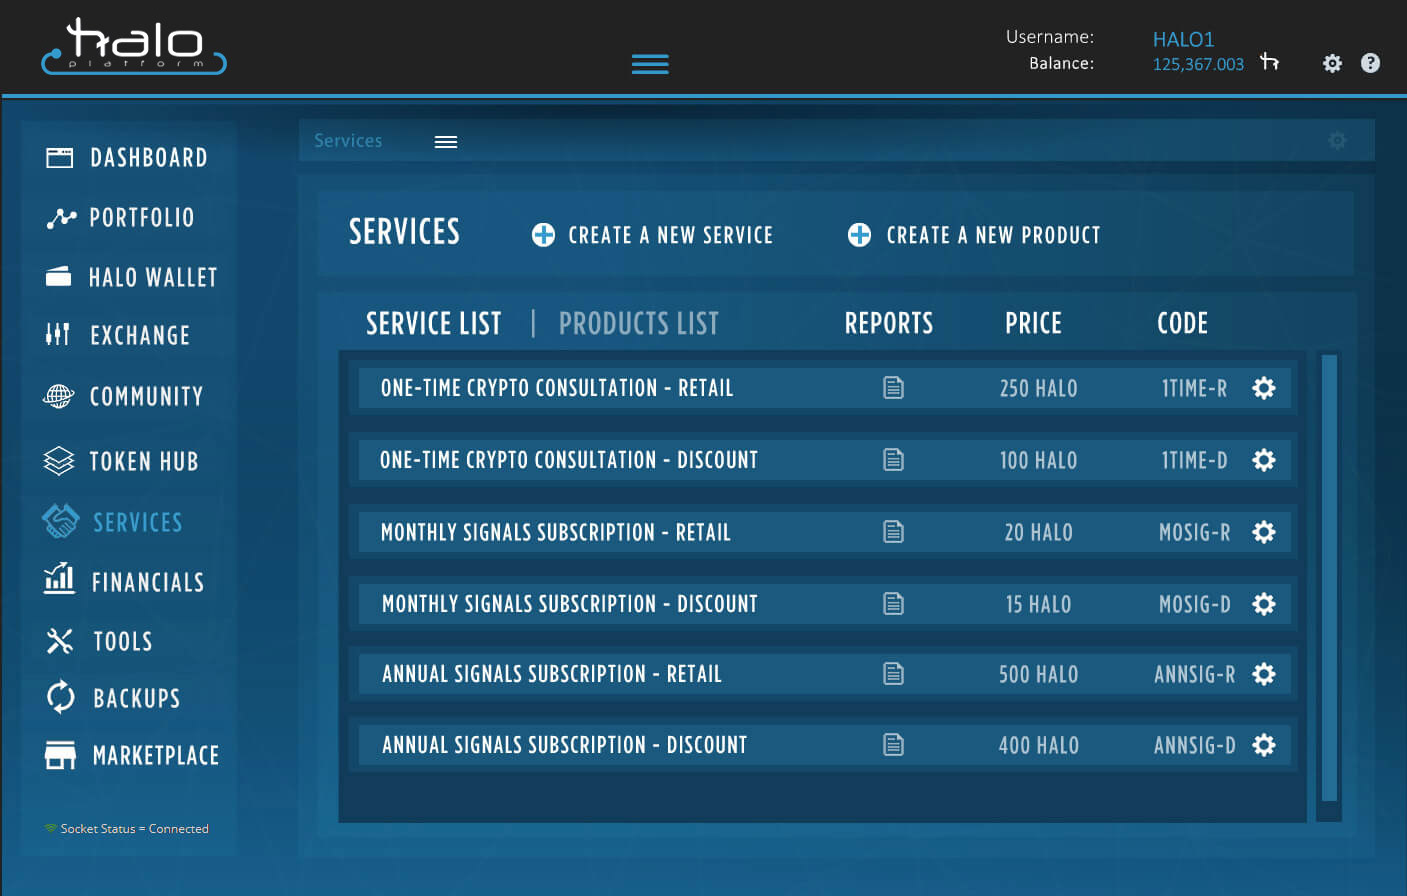 halo
platform
Username: HALO1
Balance: 125,367.003
DASHBOARD
PORTFOLIO
HALO WALLET
EXCHANGE
COMMUNITY
TOKEN HUB
SERVICES
FINANCIALS
TOOLS
BACKUPS
MARKETPLACE
Socket Status = Connected
Services
SERVICES CREATE A NEW SERVICE CREATE A NEW PRODUCT
SERVICE LIST | PRODUCTS LIST REPORTS PRICE CODE
ONE-TIME CRYPTO CONSULTATION - RETAIL 250 HALO 1TIME-R
ONE-TIME CRYPTO CONSULTATION - DISCOUNT 100 HALO 1TIME-D
MONTHLY SIGNALS SUBSCRIPTION - RETAIL 20 HALO MOSIG-R
MONTHLY SIGNALS SUBSCRIPTION - DISCOUNT 15 HALO MOSIG-D
ANNUAL SIGNALS SUBSCRIPTION - RETAIL 500 HALO ANNSIG-R
ANNUAL SIGNALS SUBSCRIPTION - DISCOUNT 400 HALO ANNSIG-D